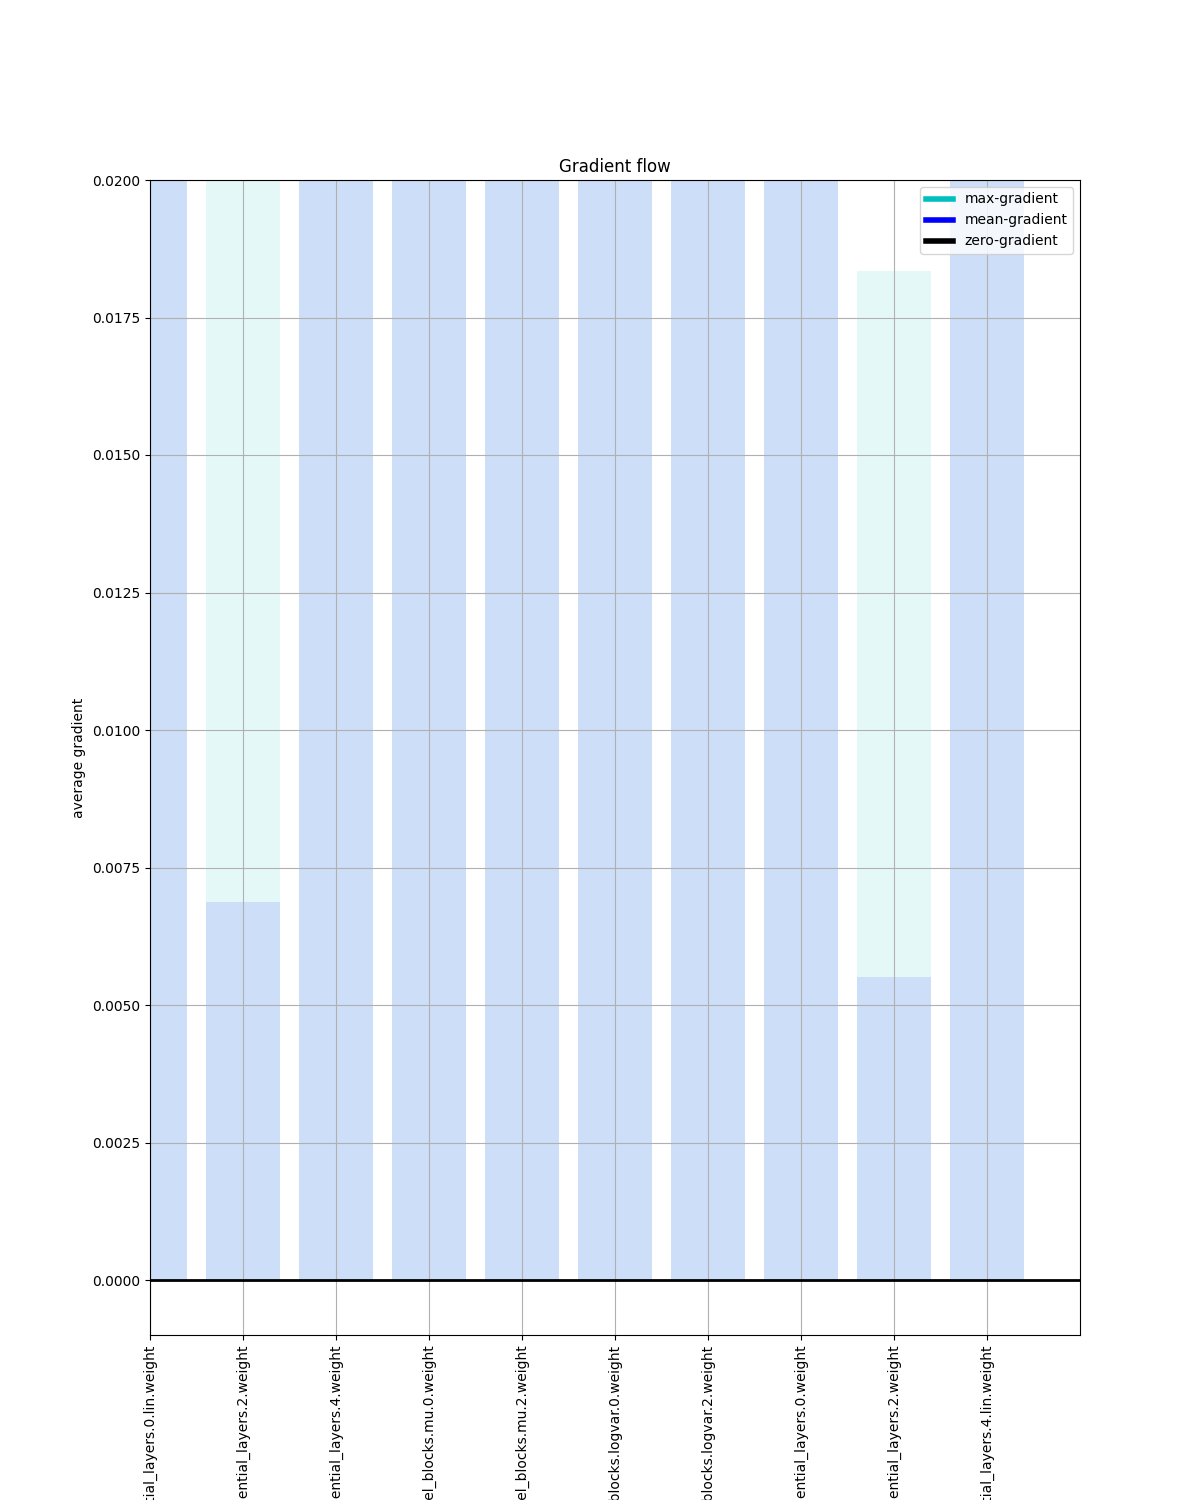 Gradient flow
max-gradient
mean-gradient
zero-gradient
0.0200
0.0175
0.0150
0.0125
0.0100
0.0075
0.0050
0.0025
0.0000
average gradient
tial_layers.0.lin.weight
ential_layers.2.weight
ential_layers.4.weight
el_blocks.mu.0.weight
el_blocks.mu.2.weight
blocks.logvar.0.weight
blocks.logvar.2.weight
ential_layers.0.weight
ential_layers.2.weight
tial_layers.4.lin.weight